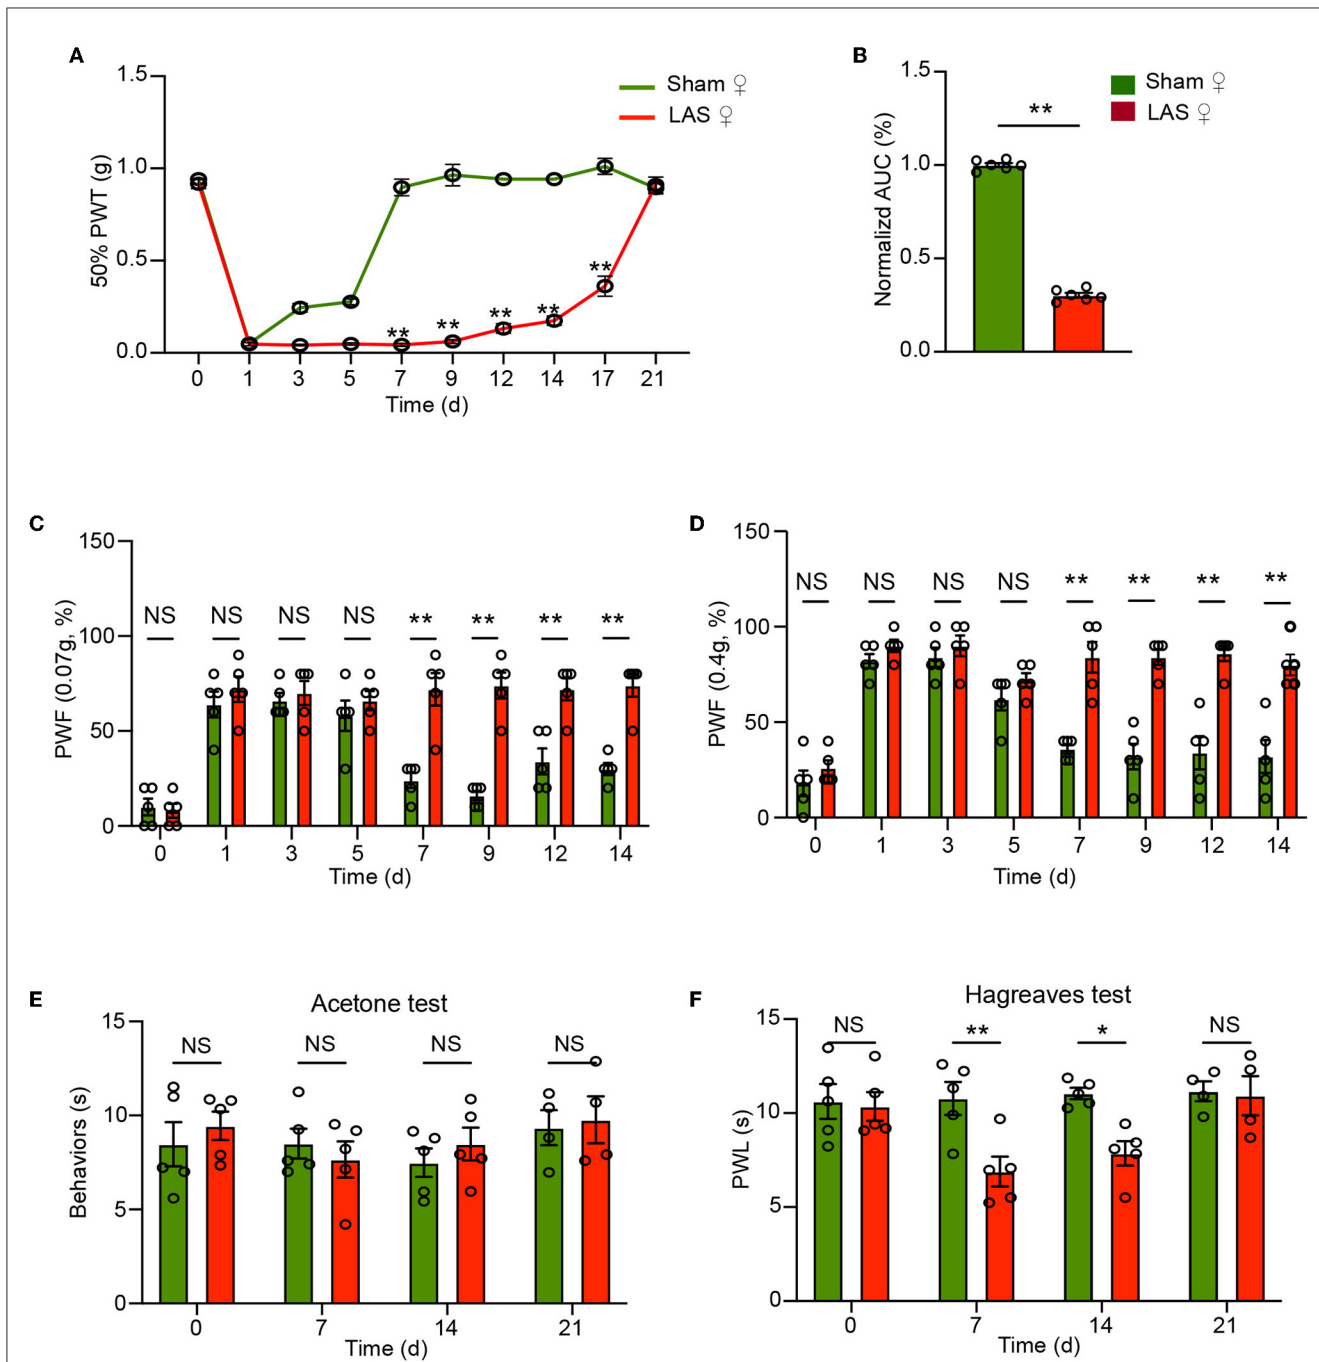 A
1.5
1.0
0.5
0.0
50% PWT (g)
Sham ♀
LAS ♀
** ** ** ** **
0 1 3 5 7 9 12 14 17 21
Time (d)
B
1.5
1.0
0.5
0.0
Normalizd AUC (%)
**
Sham ♀
LAS ♀
C
150
100
50
0
PWF (0.07g, %)
NS NS NS NS ** ** ** **
0 1 3 5 7 9 12 14
Time (d)
D
150
100
50
0
PWF (0.4g, %)
NS NS NS NS ** ** ** **
0 1 3 5 7 9 12 14
Time (d)
E
Acetone test
15
10
5
0
Behaviors (s)
NS NS NS NS
0 7 14 21
Time (d)
F
Hagreaves test
15
10
5
0
PWL (s)
NS ** * NS
0 7 14 21
Time (d)